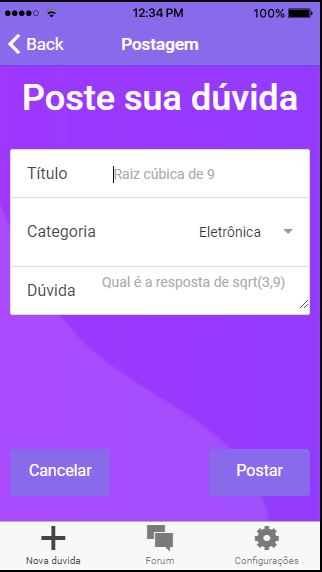 12:34 PM 100%
Back Postagem
Poste sua dúvida
Título Raiz cúbica de 9
Categoria Eletrônica
Dúvida Qual é a resposta de sqrt(3,9)
Cancelar Postar
Nova duvida Forum Configurações